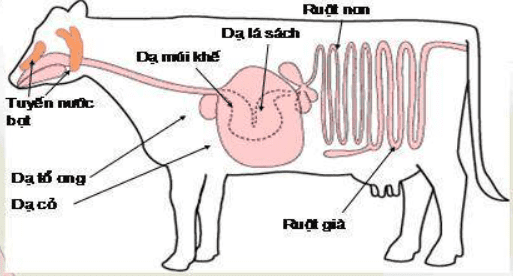 Ruột non
Dạ lá sách
Dạ múi khế
Tuyến nước
bọt
Dạ tổ ong
Dạ cỏ
Ruột già